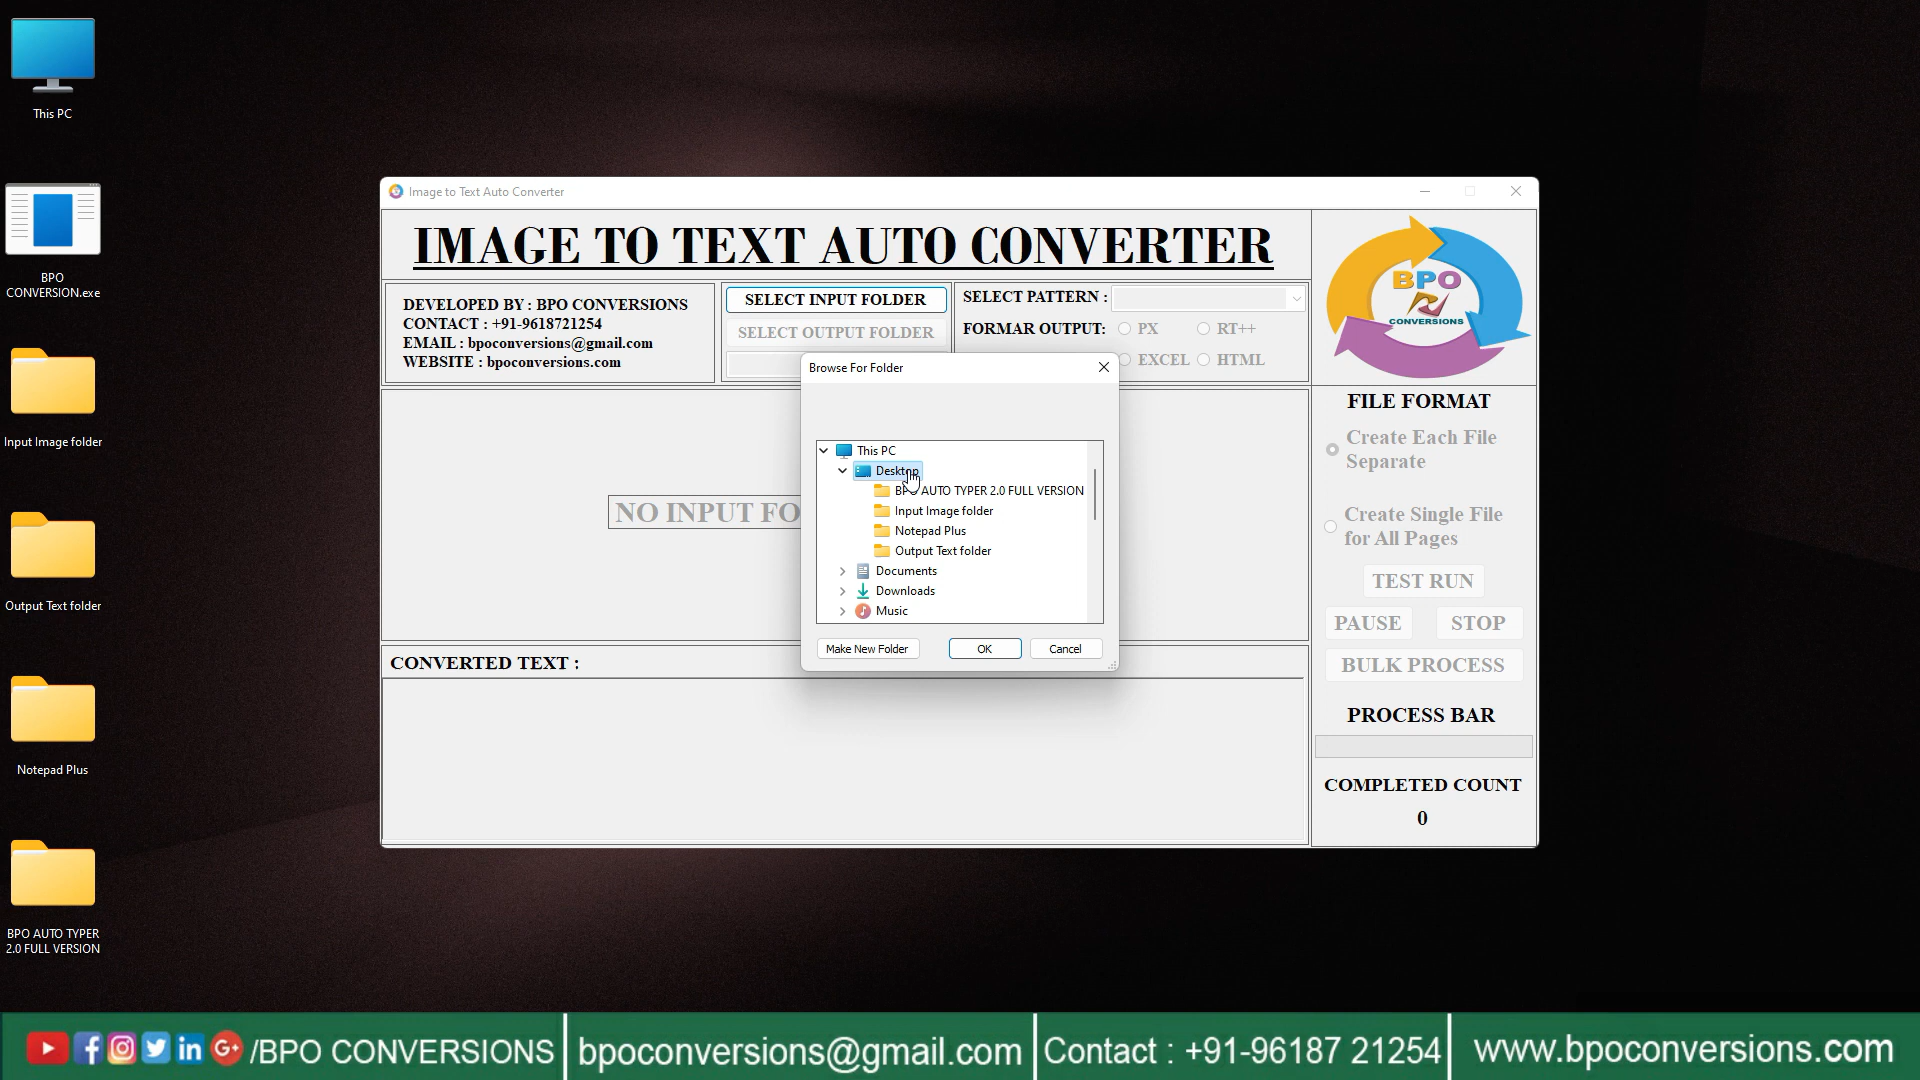 This PC
BPO
CONVERSION.exe
Input Image folder
Output Text folder
Notepad Plus
BPO AUTO TYPER
2.0 FULL VERSION
Image to Text Auto Converter
IMAGE TO TEXT AUTO CONVERTER
DEVELOPED BY : BPO CONVERSIONS
CONTACT : +91-9618721254
EMAIL : bpoconversions@gmail.com
WEBSITE : bpoconversions.com
SELECT INPUT FOLDER
SELECT OUTPUT FOLDER
SELECT PATTERN :
FORMAR OUTPUT:
PX
RT++
EXCEL
HTML
BPO
CONVERSIONS
NO INPUT FO
Browse For Folder
This PC
Desktop
BPO AUTO TYPER 2.0 FULL VERSION
Input Image folder
Notepad Plus
Output Text folder
Documents
Downloads
Music
Make New Folder
OK
Cancel
FILE FORMAT
Create Each File
Separate
Create Single File
for All Pages
TEST RUN
PAUSE
STOP
BULK PROCESS
PROCESS BAR
COMPLETED COUNT
0
CONVERTED TEXT :
/BPO CONVERSIONS
bpoconversions@gmail.com
Contact : +91-96187 21254
www.bpoconversions.com